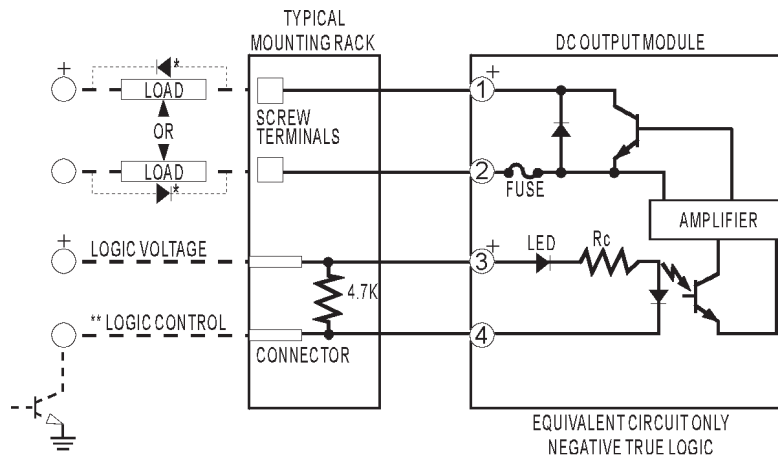 TYPICAL
MOUNTING RACK
DC OUTPUT MODULE
+
*
LOAD
1
+
SCREW
TERMINALS
OR
LOAD
*
2
FUSE
AMPLIFIER
+
LOGIC VOLTAGE
3
+
LED
Rc
4.7K
** LOGIC CONTROL
CONNECTOR
4
EQUIVALENT CIRCUIT ONLY
NEGATIVE TRUE LOGIC